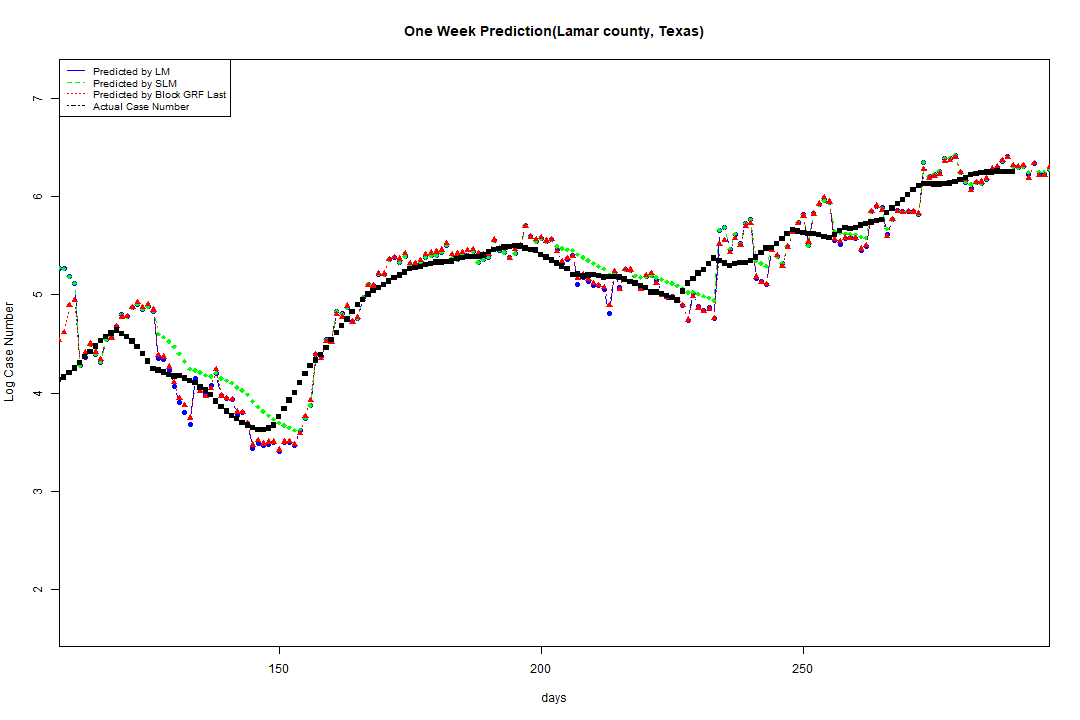 One Week Prediction(Lamar county, Texas)
Predicted by LM
Predicted by SLM
Predicted by Block GRF Last
Actual Case Number
7
6
5
4
3
2
Log Case Number
150
200
250
days